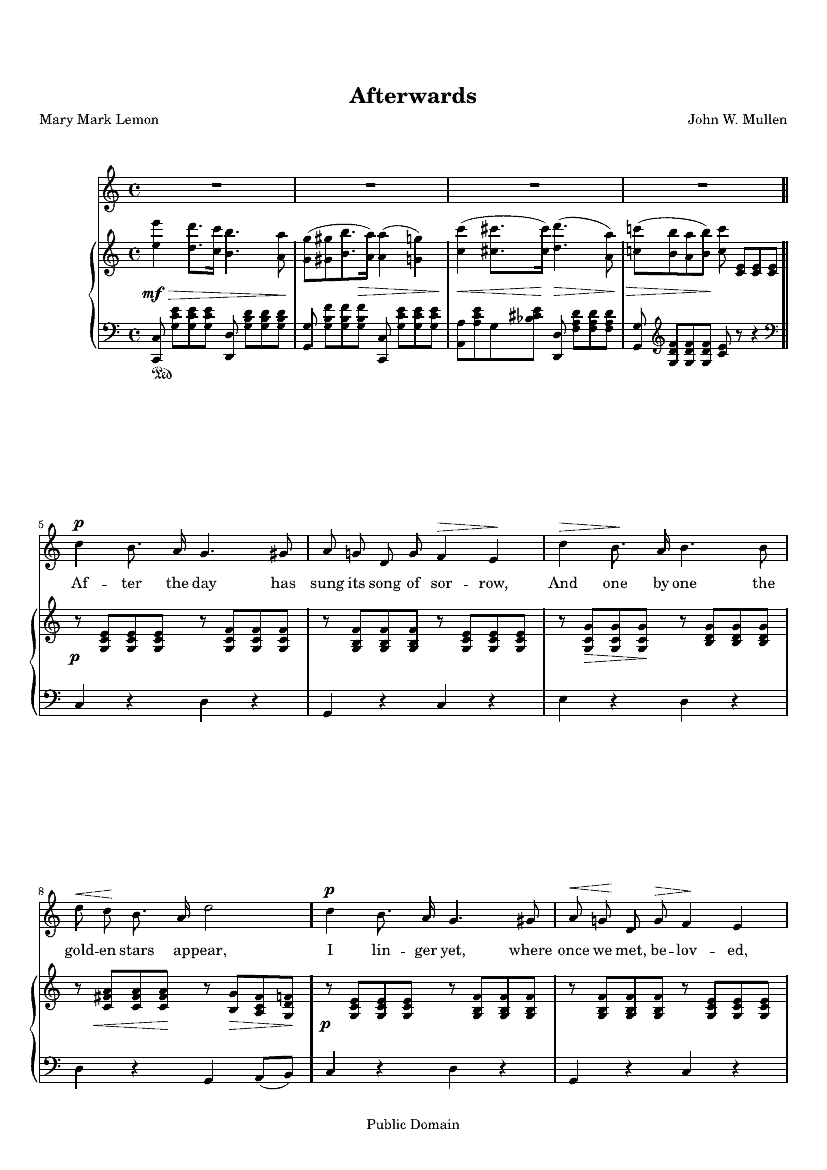 Afterwards
Mary Mark Lemon John W. Mullen
mf
Ped
5
p
Af -- ter the day has sung its song of sor -- row, And one by one the
p
8
p
gold -- en stars appear, I lin -- ger yet, where once we met, be -- lov -- ed,
p
Public Domain